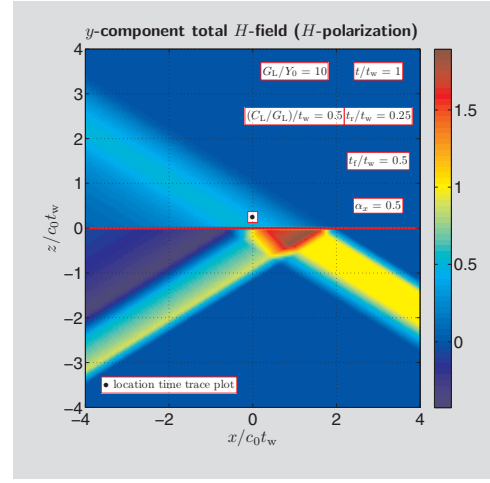 y-component total H-field (H-polarization)
G_L/Y_0 = 10
t/t_w = 1
(C_L/G_L)/t_w = 0.5
t_r/t_w = 0.25
t_f/t_w = 0.5
α_x = 0.5
• location time trace plot
4
3
2
1
0
−1
−2
−3
−4
z/c_0t_w
−4
−2
0
2
4
x/c_0t_w
1.5
1
0.5
0